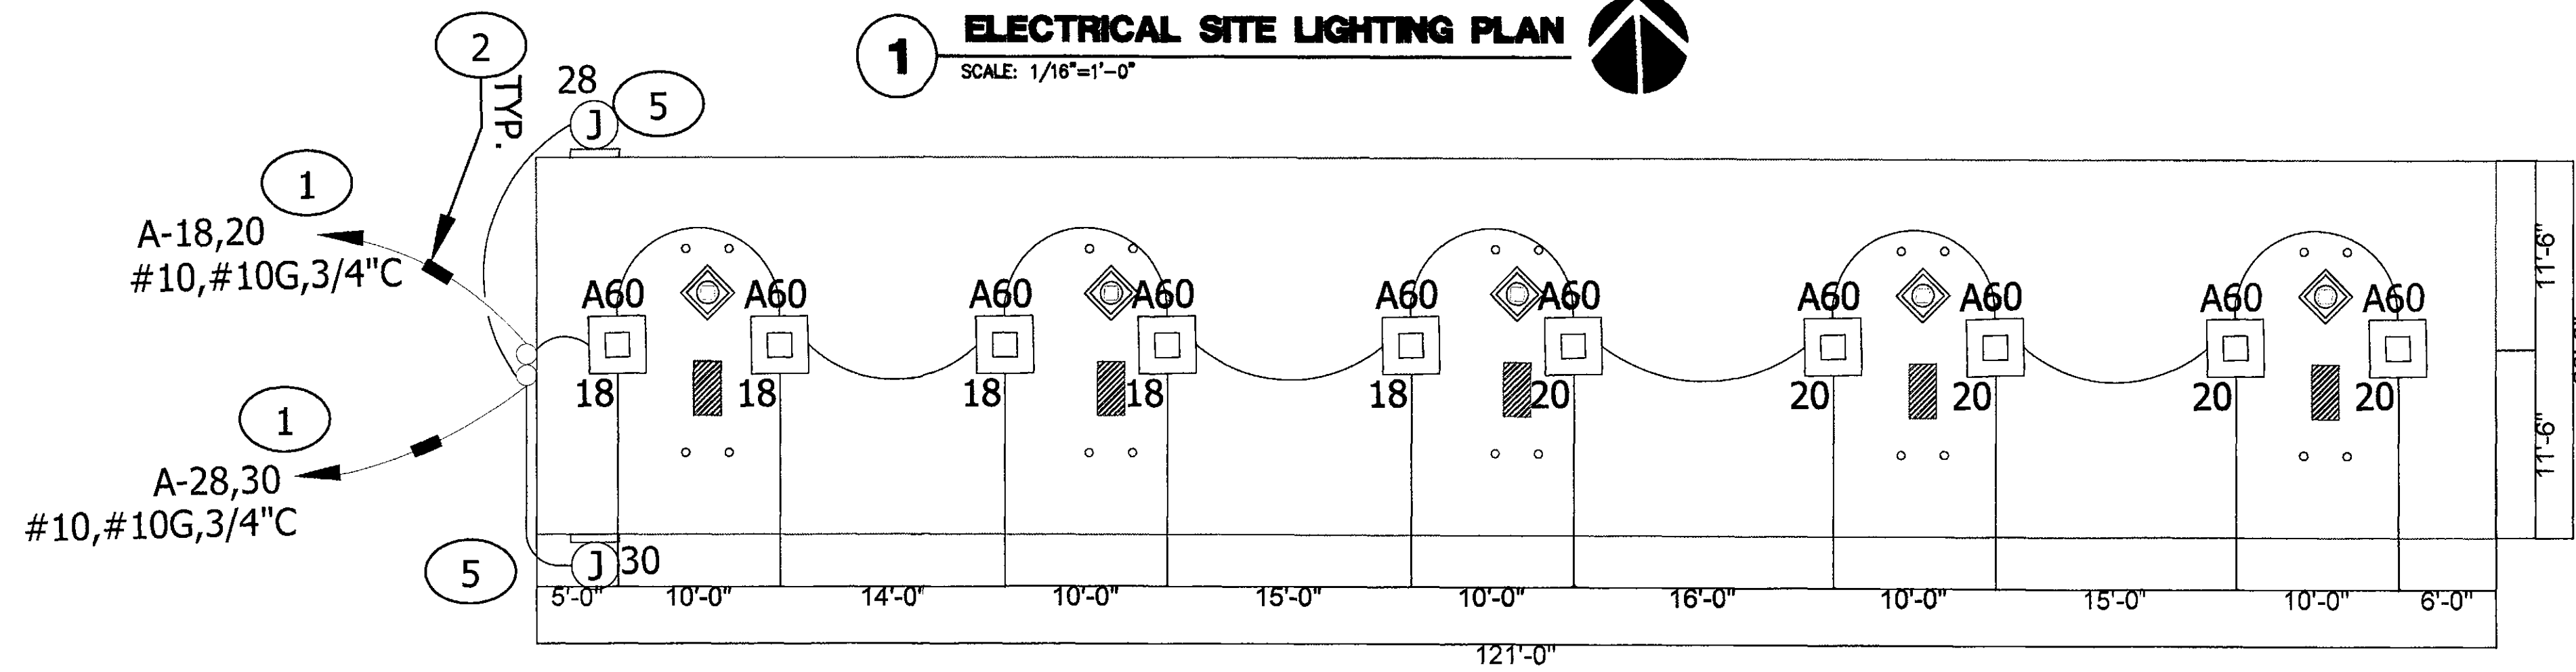 1
ELECTRICAL SITE LIGHTING PLAN
SCALE: 1/16"=1'-0"
2
TYP.
28
J
5
1
A-18,20
#10,#10G,3/4"C
A60 A60 A60 A60 A60 A60 A60 A60 A60 A60
18 18 18 18 18 20 20 20 20 20
11'-6"
11'-6"
1
A-28,30
#10,#10G,3/4"C
5
J
30
5'-0" 10'-0" 14'-0" 10'-0" 15'-0" 10'-0" 16'-0" 10'-0" 15'-0" 10'-0" 6'-0"
121'-0"